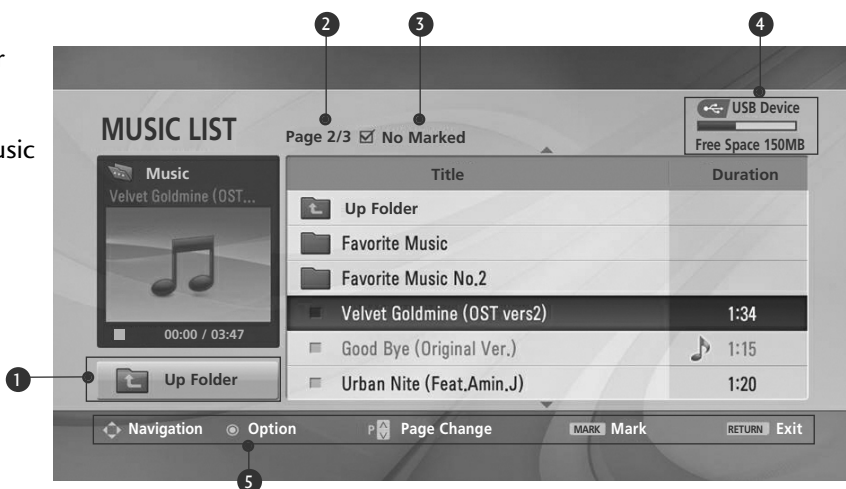 2 3 4
r
usic
USB Device
Free Space 150MB
MUSIC LIST
Page 2/3 No Marked
Music
Velvet Goldmine (OST...
00:00 / 03:47
1
Up Folder
Title Duration
Up Folder
Favorite Music
Favorite Music No.2
Velvet Goldmine (OST vers2) 1:34
Good Bye (Original Ver.) 1:15
Urban Nite (Feat.Amin.J) 1:20
Navigation Option P Page Change MARK Mark RETURN Exit
5